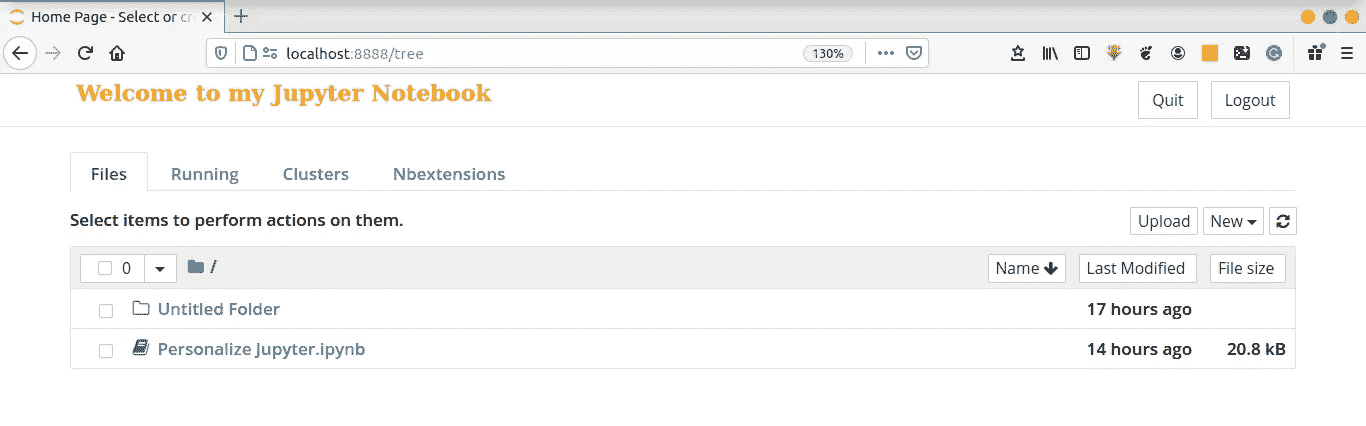 Home Page - Select or cr
localhost:8888/tree 130%
Welcome to my Jupyter Notebook Quit Logout
Files Running Clusters Nbextensions
Select items to perform actions on them. Upload New
0 / Name Last Modified File size
Untitled Folder 17 hours ago
Personalize Jupyter.ipynb 14 hours ago 20.8 kB